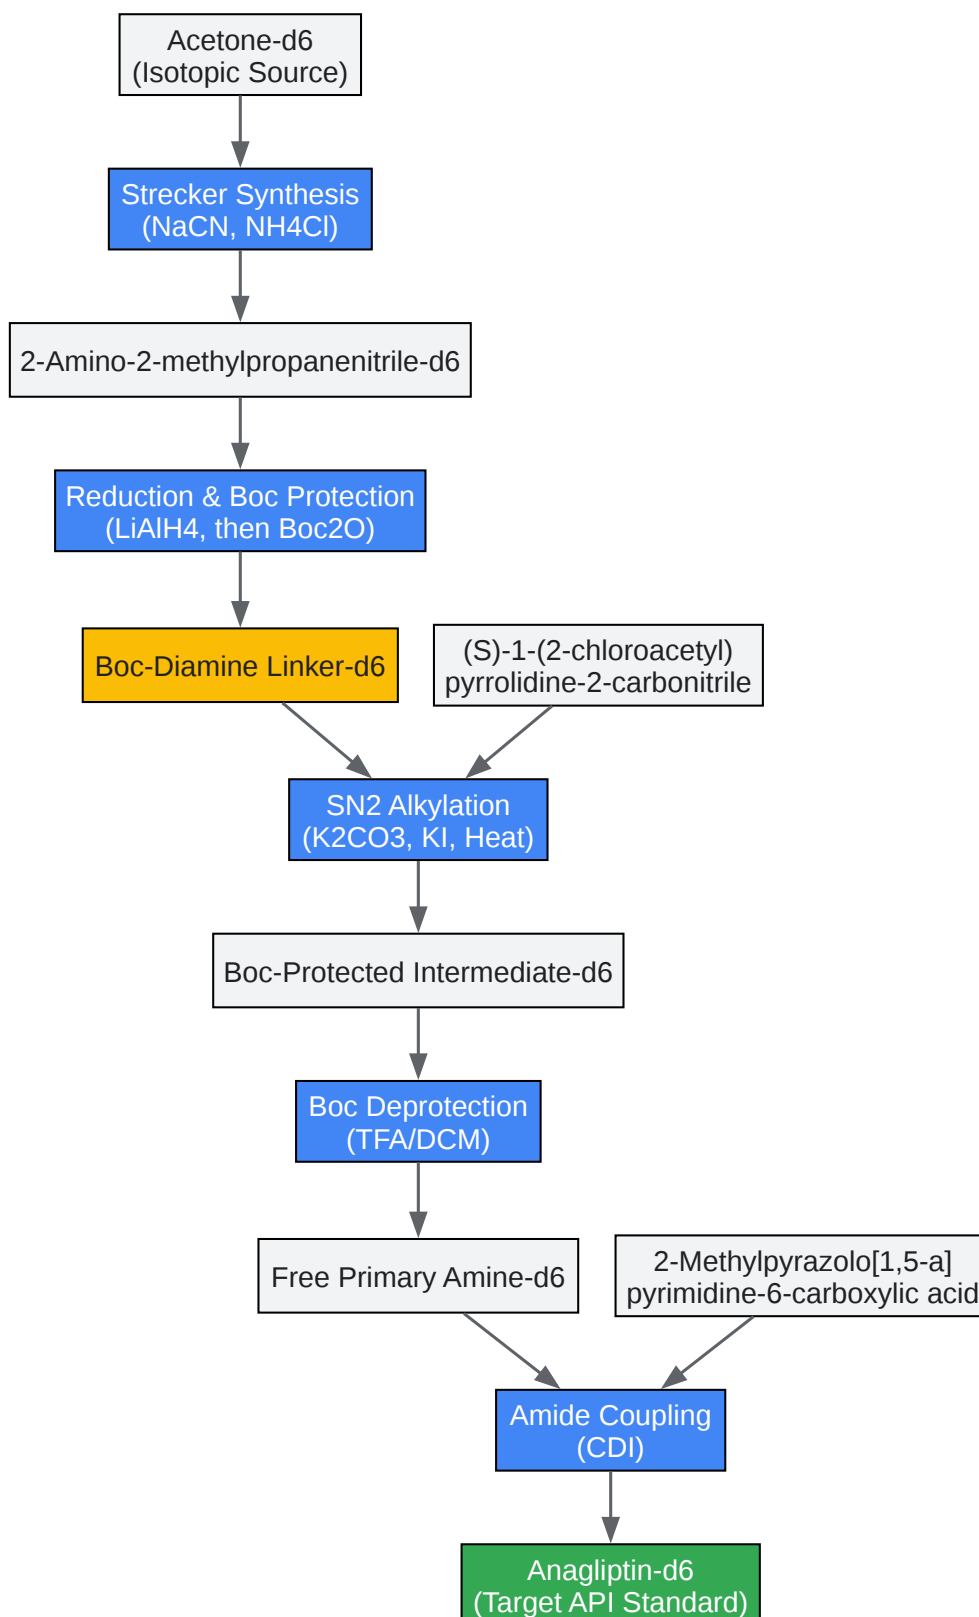 Acetone-d6
(Isotopic Source)
Strecker Synthesis
(NaCN, NH4Cl)
2-Amino-2-methylpropanenitrile-d6
Reduction & Boc Protection
(LiAlH4, then Boc2O)
Boc-Diamine Linker-d6
(S)-1-(2-chloroacetyl)
pyrrolidine-2-carbonitrile
SN2 Alkylation
(K2CO3, KI, Heat)
Boc-Protected Intermediate-d6
Boc Deprotection
(TFA/DCM)
Free Primary Amine-d6
2-Methylpyrazolo[1,5-a]
pyrimidine-6-carboxylic acid
Amide Coupling
(CDI)
Anagliptin-d6
(Target API Standard)